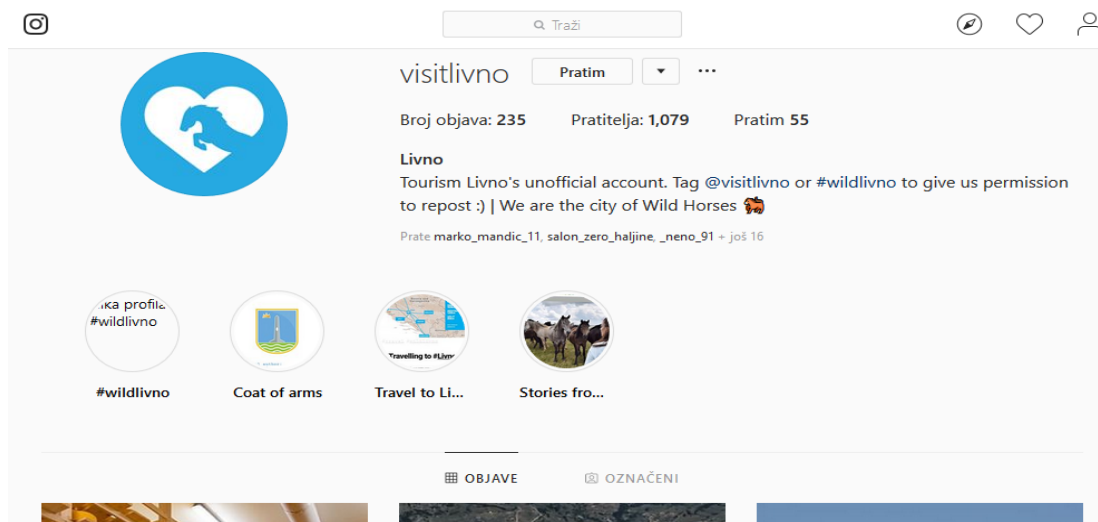 Traži
visitlivno Pratim
Broj objava: 235 Pratitelja: 1,079 Pratim 55
Livno
Tourism Livno's unofficial account. Tag @visitlivno or #wildlivno to give us permission
to repost :) | We are the city of Wild Horses
Prate marko_mandic_11, salon_zero_haljine, _neno_91 + još 16
profila
#wildlivno
Travelling to #Livno
#wildlivno Coat of arms Travel to Li... Stories fro...
OBJAVE OZNAČENI